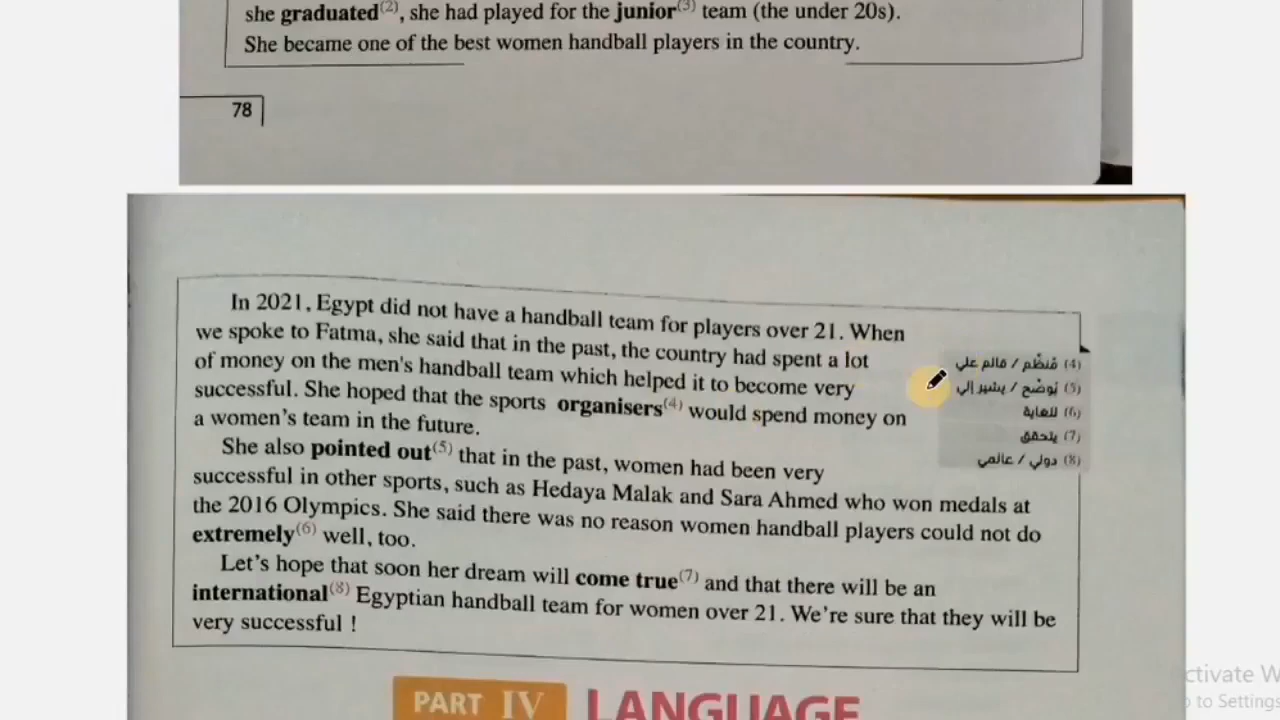 she graduated(2), she had played for the junior(3) team (the under 20s).
She became one of the best women handball players in the country.
78
In 2021, Egypt did not have a handball team for players over 21. When
we spoke to Fatma, she said that in the past, the country had spent a lot
of money on the men's handball team which helped it to become very
successful. She hoped that the sports organisers(4) would spend money on
a women's team in the future.
She also pointed out(5) that in the past, women had been very
successful in other sports, such as Hedaya Malak and Sara Ahmed who won medals at
the 2016 Olympics. She said there was no reason women handball players could not do
extremely(6) well, too.
Let's hope that soon her dream will come true(7) and that there will be an
international(8) Egyptian handball team for women over 21. We're sure that they will be
very successful !
(4) مُنظِّم / قائم علي
(5) يُوضِّح / يشير إلي
(6) للغاية
(7) يتحقق
(8) دولي / عالمي
PART IV LANGUAGE
ctivate W
to Settings